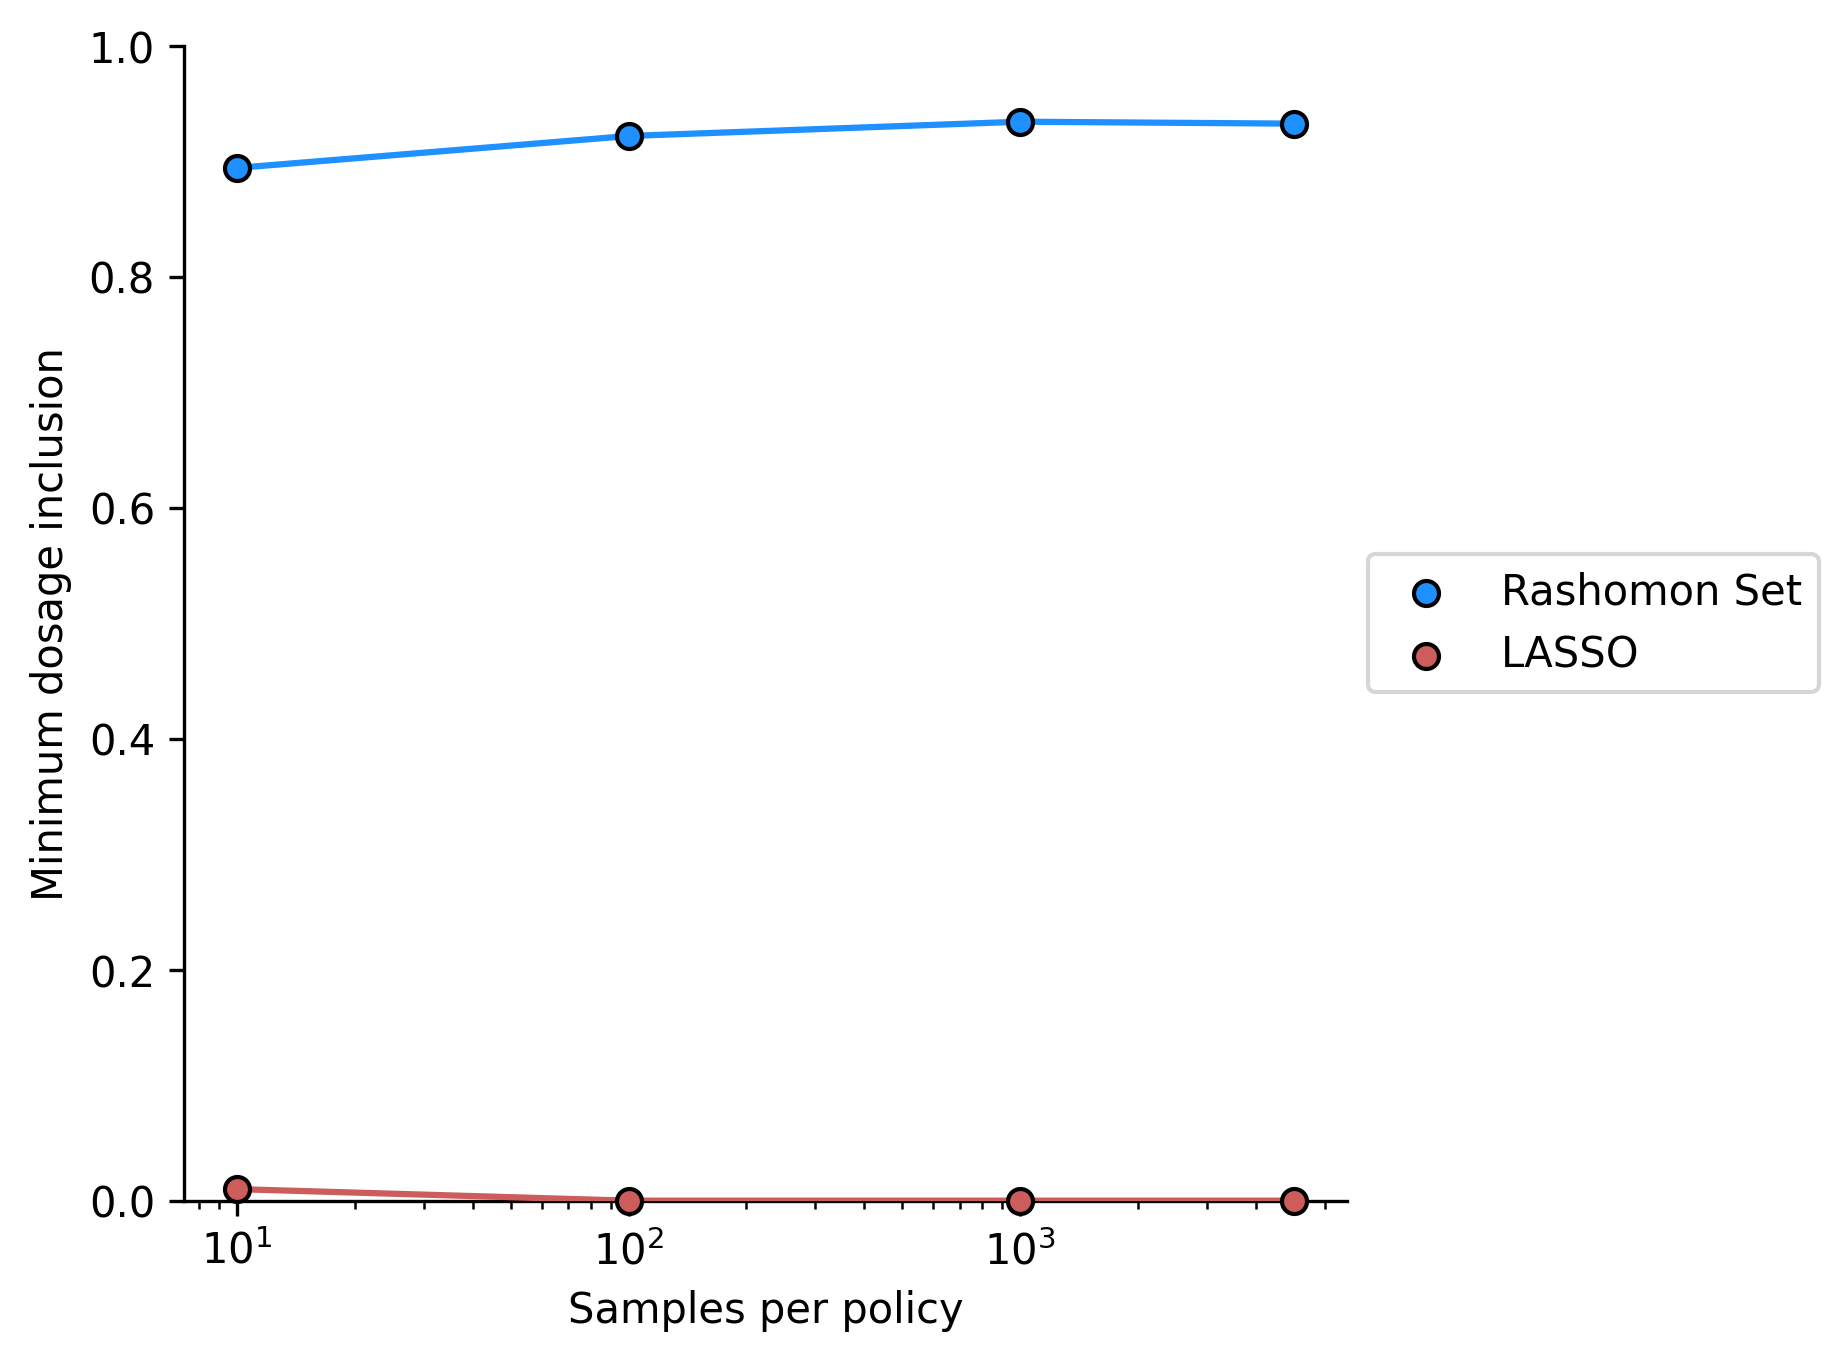 1.0
0.8
0.6
0.4
0.2
0.0
Minimum dosage inclusion
10¹
10²
10³
Samples per policy
Rashomon Set
LASSO